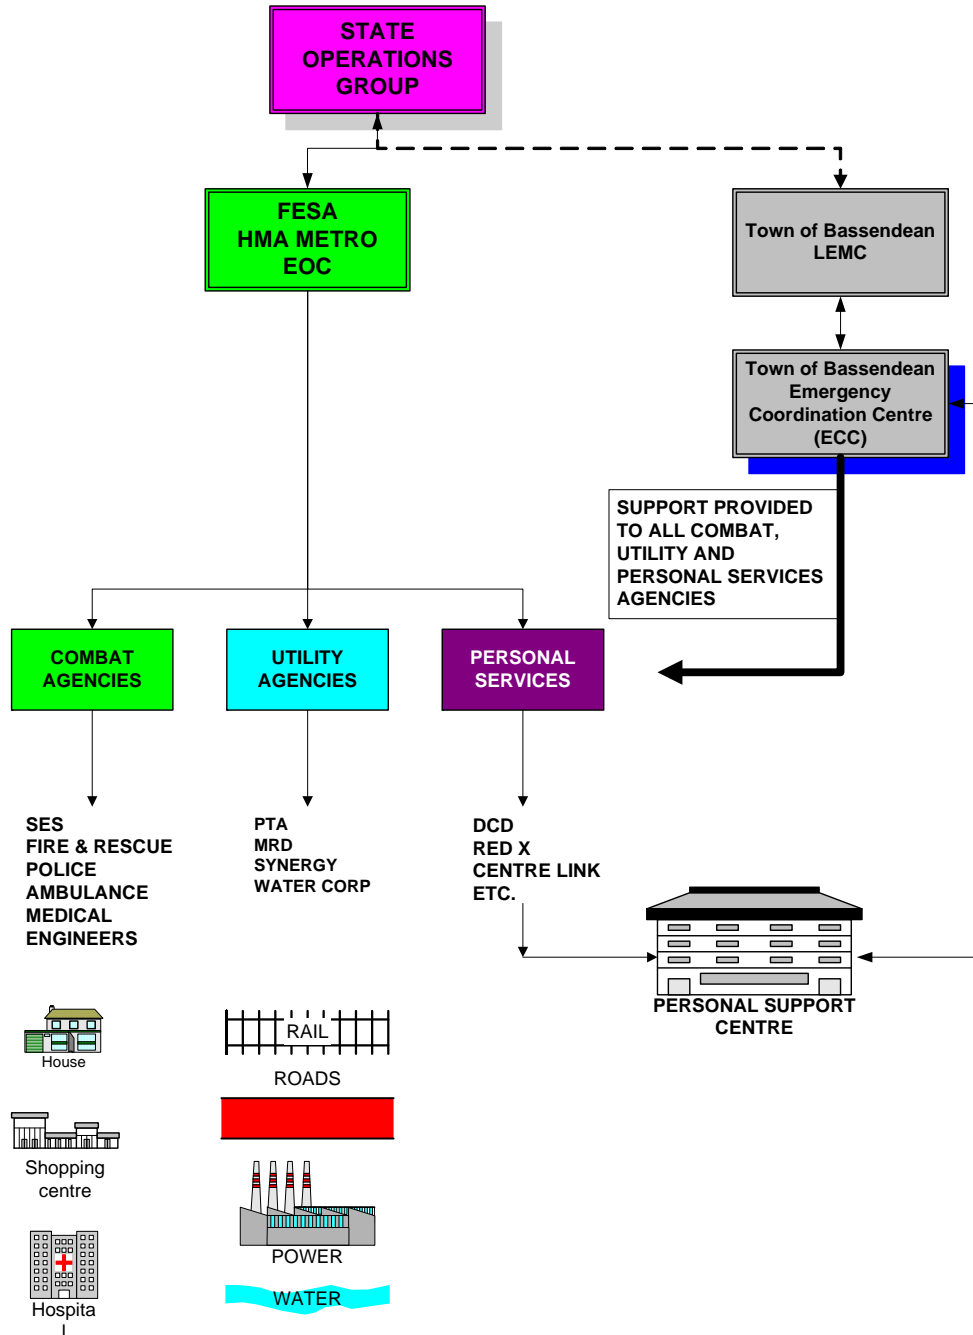 STATE
OPERATIONS
GROUP
FESA
HMA METRO
EOC
Town of Bassendean
LEMC
Town of Bassendean
Emergency
Coordination Centre
(ECC)
SUPPORT PROVIDED
TO ALL COMBAT,
UTILITY AND
PERSONAL SERVICES
AGENCIES
COMBAT
AGENCIES
UTILITY
AGENCIES
PERSONAL
SERVICES
SES
FIRE & RESCUE
POLICE
AMBULANCE
MEDICAL
ENGINEERS
PTA
MRD
SYNERGY
WATER CORP
DCD
RED X
CENTRE LINK
ETC.
PERSONAL SUPPORT
CENTRE
House
Shopping
centre
Hospita
l
RAIL
ROADS
POWER
WATER